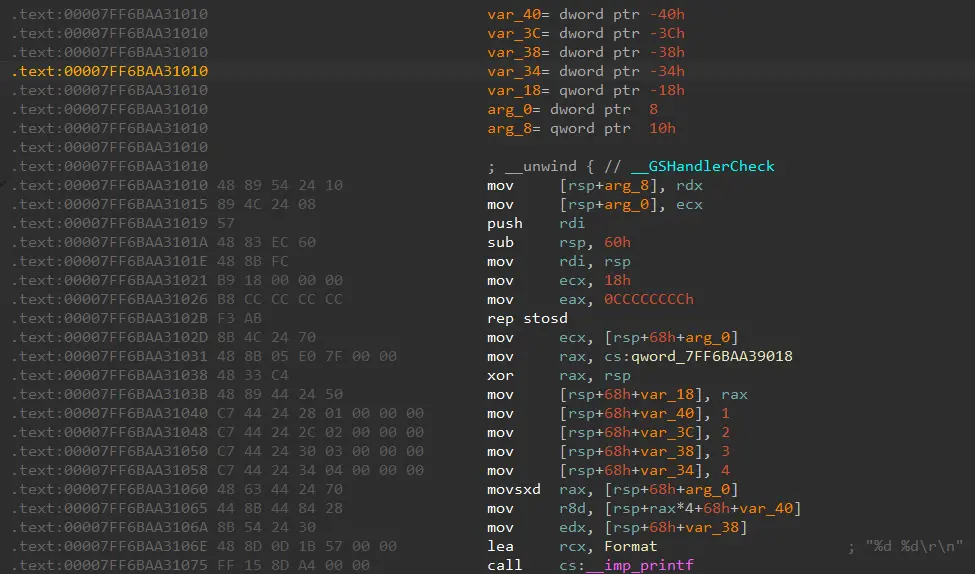 .text:00007FF6BAA31010 var_40= dword ptr -40h
.text:00007FF6BAA31010 var_3C= dword ptr -3Ch
.text:00007FF6BAA31010 var_38= dword ptr -38h
.text:00007FF6BAA31010 var_34= dword ptr -34h
.text:00007FF6BAA31010 var_18= qword ptr -18h
.text:00007FF6BAA31010 arg_0= dword ptr 8
.text:00007FF6BAA31010 arg_8= qword ptr 10h
.text:00007FF6BAA31010
.text:00007FF6BAA31010 ; __unwind { // __GSHandlerCheck
.text:00007FF6BAA31010 48 89 54 24 10 mov [rsp+arg_8], rdx
.text:00007FF6BAA31015 89 4C 24 08 mov [rsp+arg_0], ecx
.text:00007FF6BAA31019 57 push rdi
.text:00007FF6BAA3101A 48 83 EC 60 sub rsp, 60h
.text:00007FF6BAA3101E 48 8B FC mov rdi, rsp
.text:00007FF6BAA31021 B9 18 00 00 00 mov ecx, 18h
.text:00007FF6BAA31026 B8 CC CC CC CC mov eax, 0CCCCCCCCh
.text:00007FF6BAA3102B F3 AB rep stosd
.text:00007FF6BAA3102D 8B 4C 24 70 mov ecx, [rsp+68h+arg_0]
.text:00007FF6BAA31031 48 8B 05 E0 7F 00 00 mov rax, cs:qword_7FF6BAA39018
.text:00007FF6BAA31038 48 33 C4 xor rax, rsp
.text:00007FF6BAA3103B 48 89 44 24 50 mov [rsp+68h+var_18], rax
.text:00007FF6BAA31040 C7 44 24 28 01 00 00 00 mov [rsp+68h+var_40], 1
.text:00007FF6BAA31048 C7 44 24 2C 02 00 00 00 mov [rsp+68h+var_3C], 2
.text:00007FF6BAA31050 C7 44 24 30 03 00 00 00 mov [rsp+68h+var_38], 3
.text:00007FF6BAA31058 C7 44 24 34 04 00 00 00 mov [rsp+68h+var_34], 4
.text:00007FF6BAA31060 48 63 44 24 70 movsxd rax, [rsp+68h+arg_0]
.text:00007FF6BAA31065 44 8B 44 84 28 mov r8d, [rsp+rax*4+68h+var_40]
.text:00007FF6BAA3106A 8B 54 24 30 mov edx, [rsp+68h+var_38]
.text:00007FF6BAA3106E 48 8D 0D 1B 57 00 00 lea rcx, Format ; "%d %d\r\n"
.text:00007FF6BAA31075 FF 15 8D A4 00 00 call cs:__imp_printf